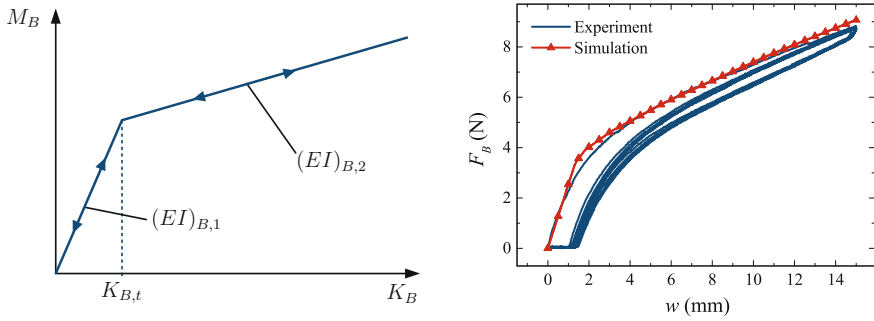 M_B
(EI)_{B,2}
(EI)_{B,1}
K_{B,t}
K_B
Experiment
Simulation
F_B (N)
8
6
4
2
0
0 2 4 6 8 10 12 14
w (mm)